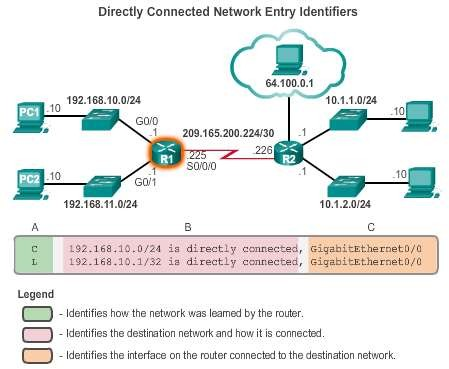 Directly Connected Network Entry Identifiers
64.100.0.1
192.168.10.0/24
10.1.1.0/24
PC1
.10
.10
G0/0
.1
209.165.200.224/30
.1
R1
.225
.226
R2
S0/0/0
.1
G0/1
.1
PC2
.10
.10
192.168.11.0/24
10.1.2.0/24
A B C
C 192.168.10.0/24 is directly connected, GigabitEthernet0/0
L 192.168.10.1/32 is directly connected, GigabitEthernet0/0
Legend
- Identifies how the network was learned by the router.
- Identifies the destination network and how it is connected.
- Identifies the interface on the router connected to the destination network.